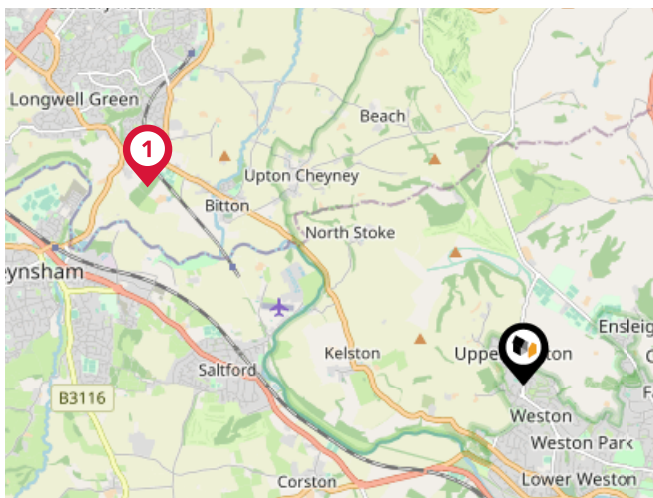 Longwell Green
Beach
1
Upton Cheyney
Bitton
North Stoke
eynsham
Ensleig
Kelston
Saltford
B3116
Weston
Weston Park
Corston
Lower Weston